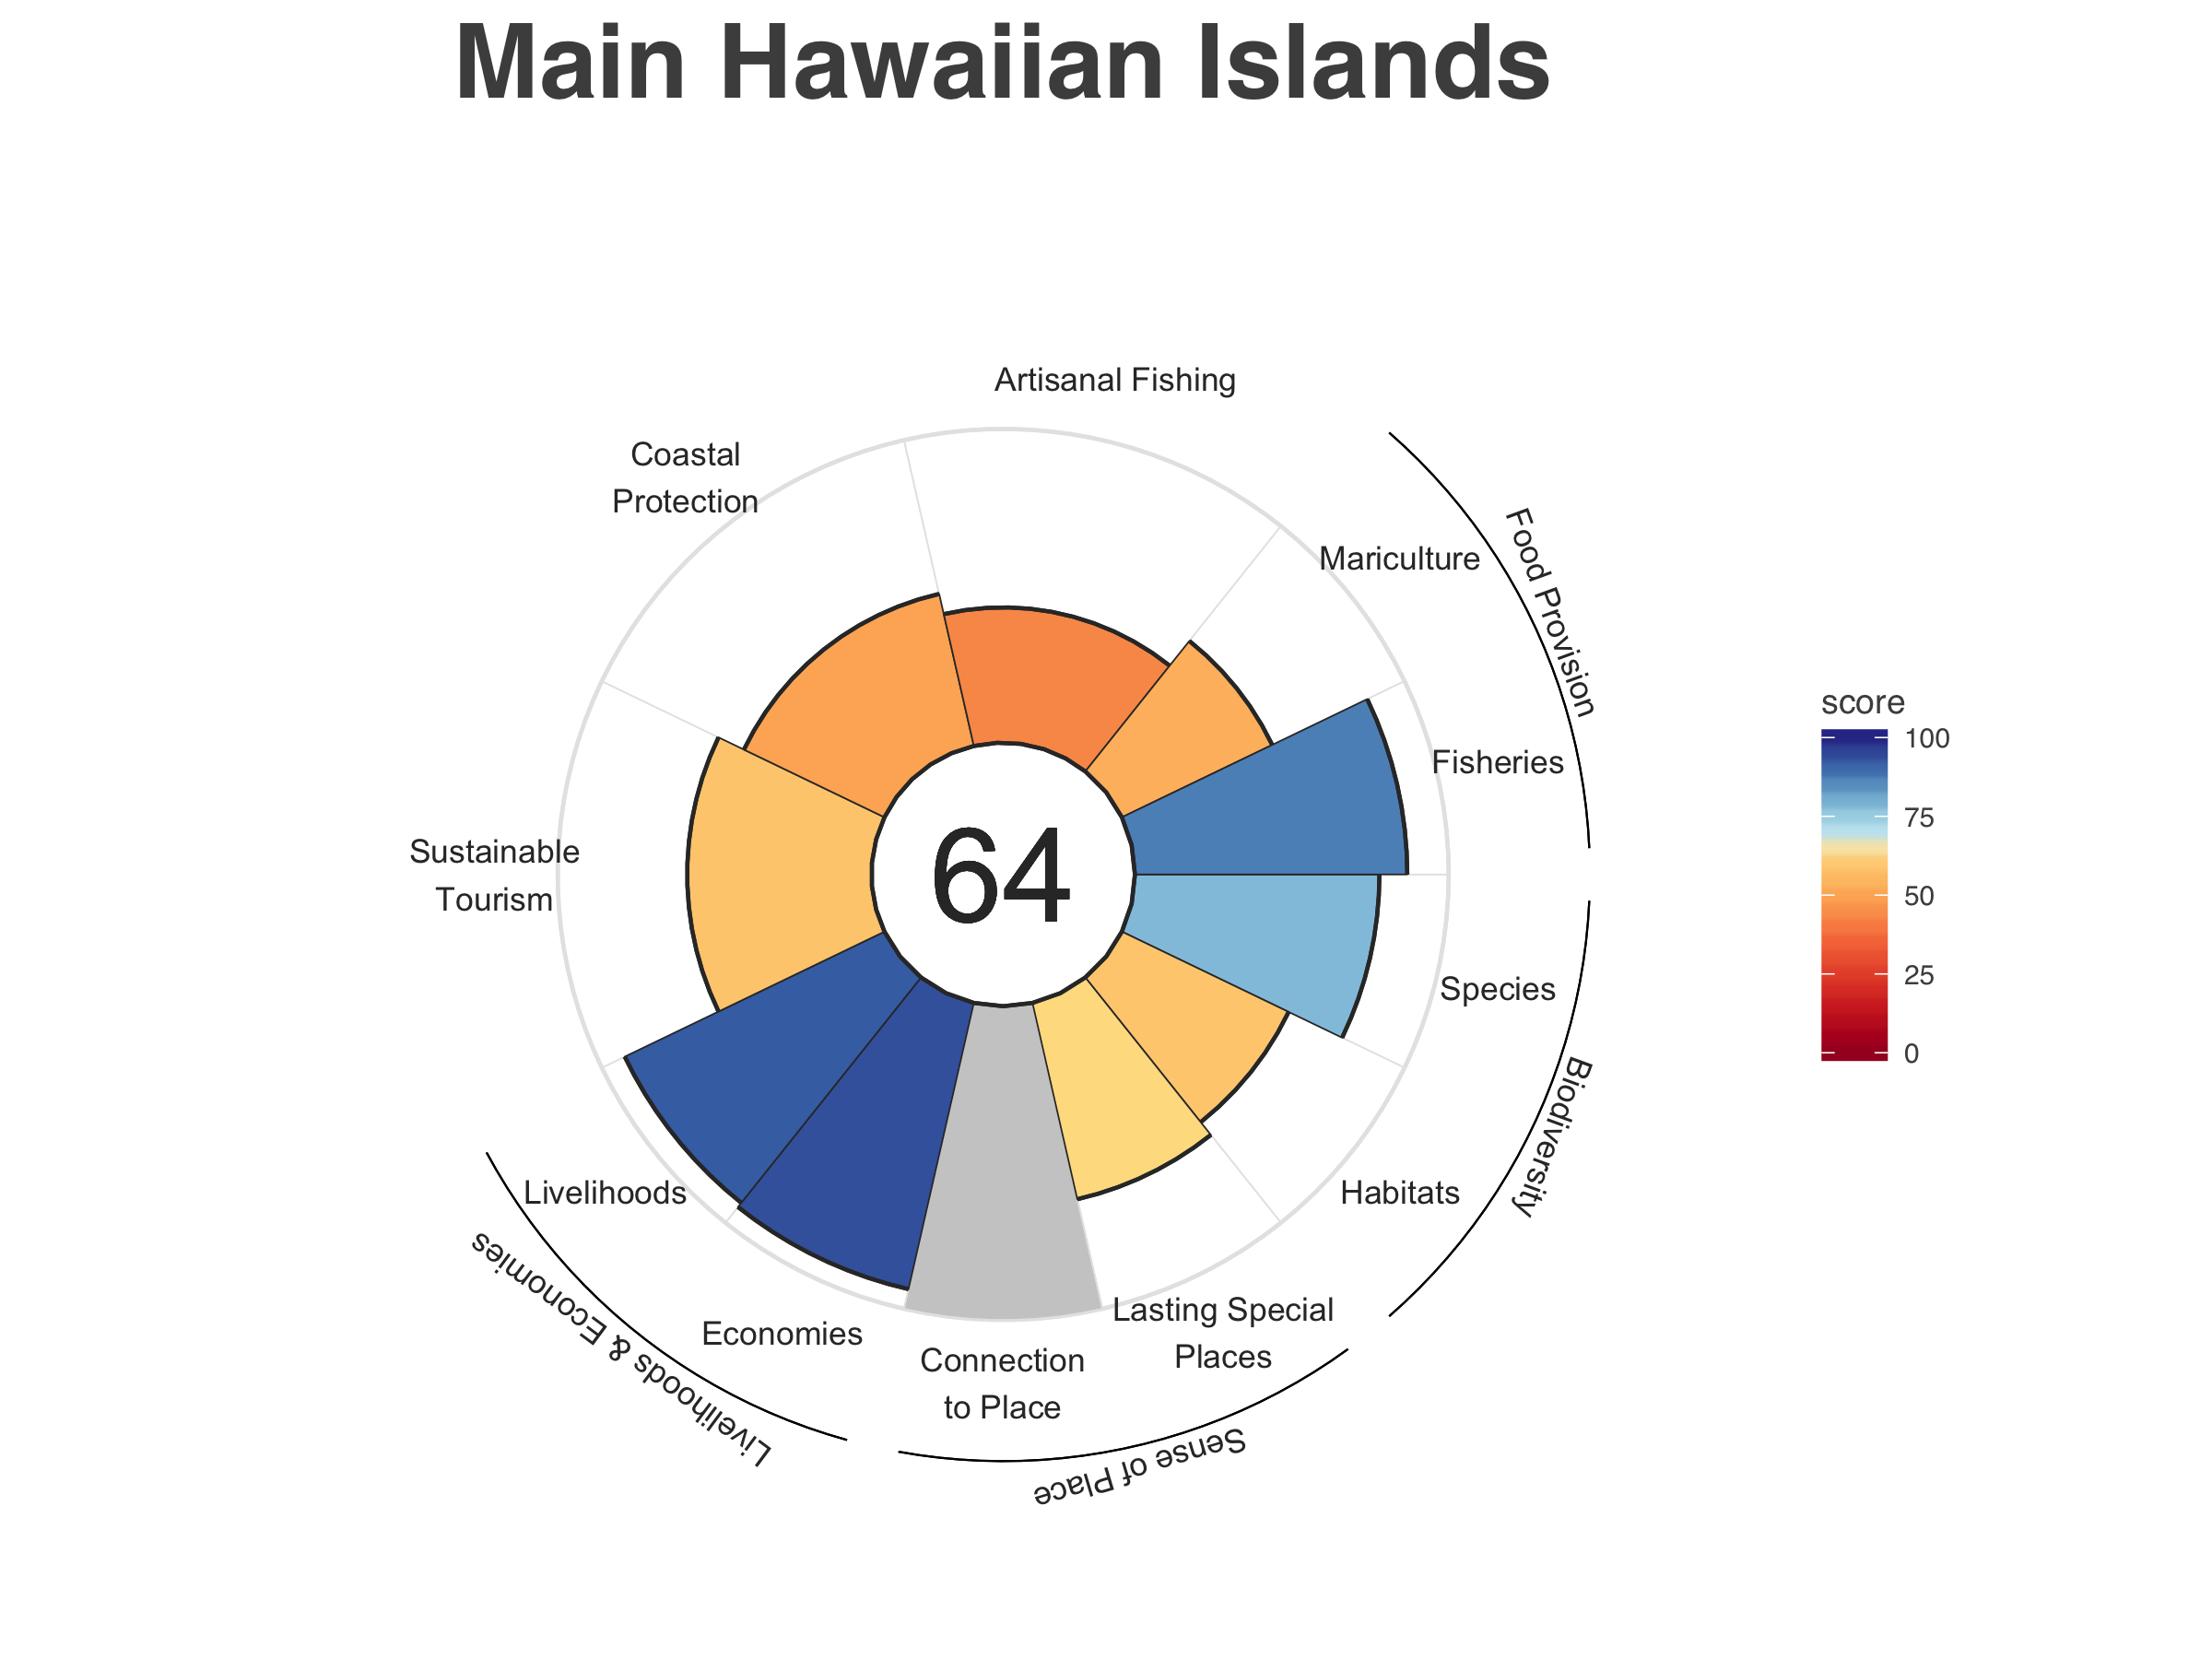 Main Hawaiian Islands
Artisanal Fishing
Coastal
Protection
Mariculture
Food Provision
Fisheries
score
100
75
50
25
0
64
Sustainable
Tourism
Species
Biodiversity
Habitats
Livelihoods
Livelihoods & Economies
Economies
Lasting Special
Places
Connection
to Place
Sense of Place